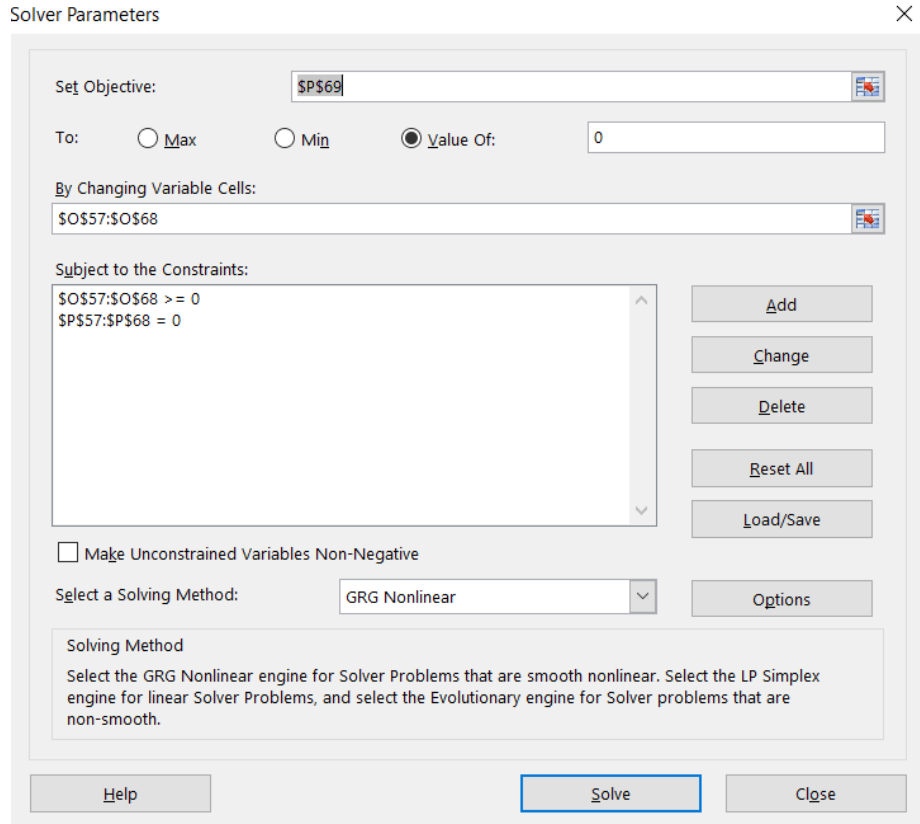 Solver Parameters
Set Objective: $P$69
To: Max Min Value Of: 0
By Changing Variable Cells:
$O$57:$O$68
Subject to the Constraints:
$O$57:$O$68 >= 0
$P$57:$P$68 = 0
Add
Change
Delete
Reset All
Load/Save
Make Unconstrained Variables Non-Negative
Select a Solving Method: GRG Nonlinear Options
Solving Method
Select the GRG Nonlinear engine for Solver Problems that are smooth nonlinear. Select the LP Simplex
engine for linear Solver Problems, and select the Evolutionary engine for Solver problems that are
non-smooth.
Help Solve Close